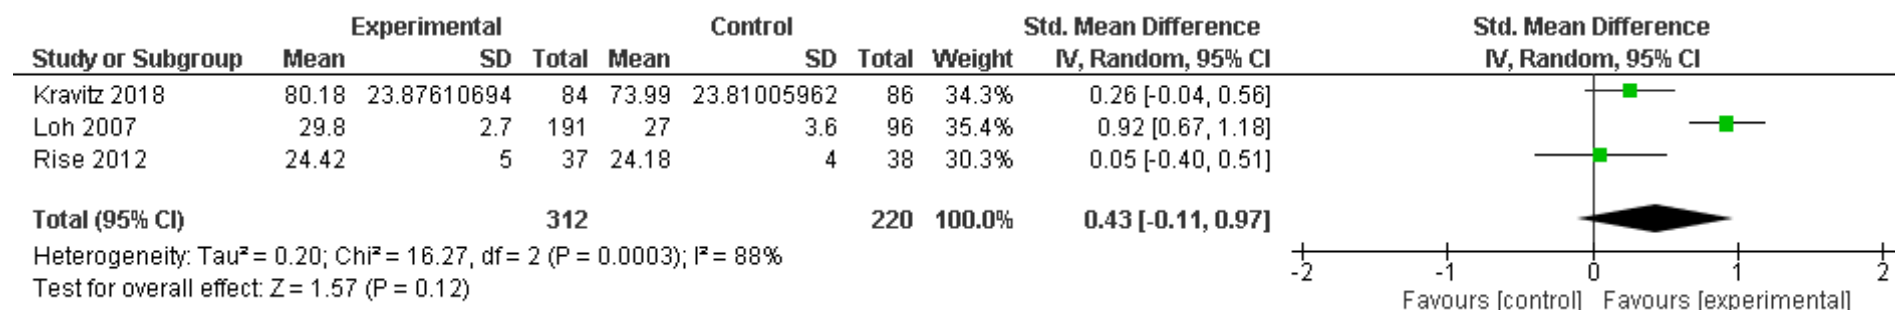 Experimental Control Std. Mean Difference Std. Mean Difference
Study or Subgroup Mean SD Total Mean SD Total Weight IV, Random, 95% CI IV, Random, 95% CI
Kravitz 2018 80.18 23.87610694 84 73.99 23.81005962 86 34.3% 0.26 [-0.04, 0.56]
Loh 2007 29.8 2.7 191 27 3.6 96 35.4% 0.92 [0.67, 1.18]
Rise 2012 24.42 5 37 24.18 4 38 30.3% 0.05 [-0.40, 0.51]
Total (95% CI) 312 220 100.0% 0.43 [-0.11, 0.97]
Heterogeneity: Tau² = 0.20; Chi² = 16.27, df = 2 (P = 0.0003); I² = 88%
Test for overall effect: Z = 1.57 (P = 0.12)
-2 -1 0 1 2
Favours [control] Favours [experimental]